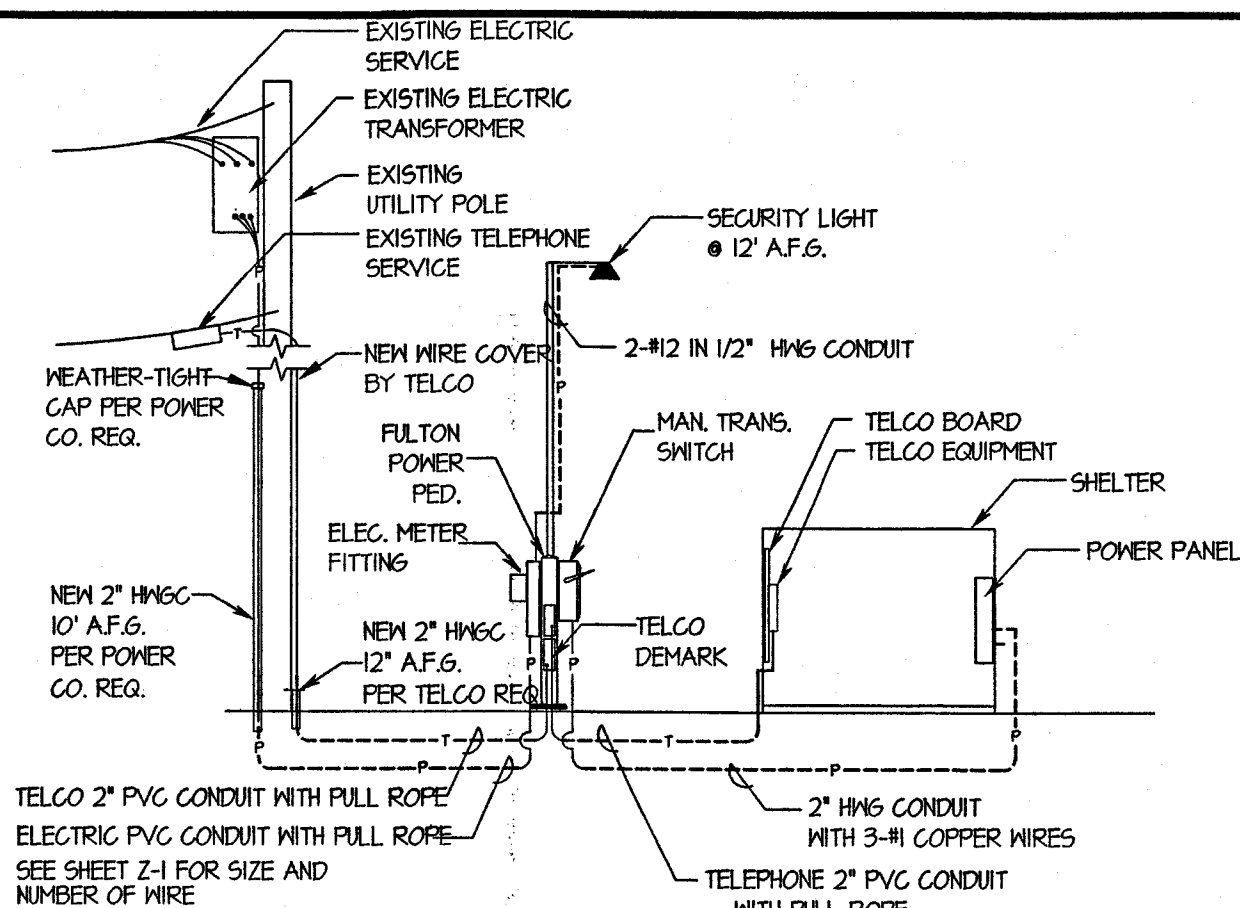 EXISTING ELECTRIC
SERVICE
EXISTING ELECTRIC
TRANSFORMER
EXISTING
UTILITY POLE
EXISTING TELEPHONE
SERVICE
SECURITY LIGHT
@ 12' A.F.G.
P
T
2-#12 IN 1/2" HWG CONDUIT
NEW WIRE COVER
BY TELCO
WEATHER-TIGHT
CAP PER POWER
CO. REQ.
P
FULTON
POWER
PED.
MAN. TRANS.
SWITCH
TELCO BOARD
TELCO EQUIPMENT
SHELTER
ELEC. METER
FITTING
POWER PANEL
NEW 2" HWGC
10' A.F.G.
PER POWER
CO. REQ.
NEW 2" HWGC
12" A.F.G.
PER TELCO REQ.
TELCO
DEMARK
P
P
P
T
T
P
P
P
TELCO 2" PVC CONDUIT WITH PULL ROPE
ELECTRIC PVC CONDUIT WITH PULL ROPE
SEE SHEET Z-1 FOR SIZE AND
NUMBER OF WIRE
2" HWG CONDUIT
WITH 3-#1 COPPER WIRES
TELEPHONE 2" PVC CONDUIT
WITH PULL ROPE